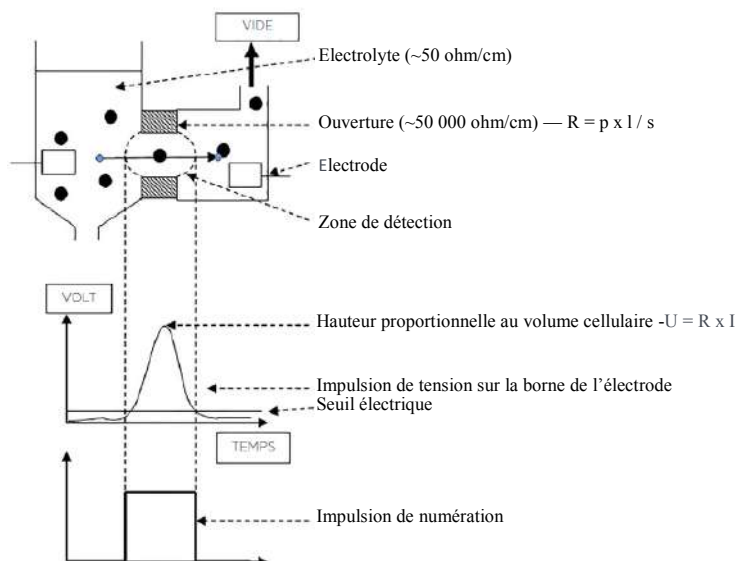 VIDE
Electrolyte (~50 ohm/cm)
Ouverture (~50 000 ohm/cm) — R = p x l / s
Electrode
Zone de détection
VOLT
Hauteur proportionnelle au volume cellulaire -U = R x I
Impulsion de tension sur la borne de l’électrode
Seuil électrique
TEMPS
Impulsion de numération